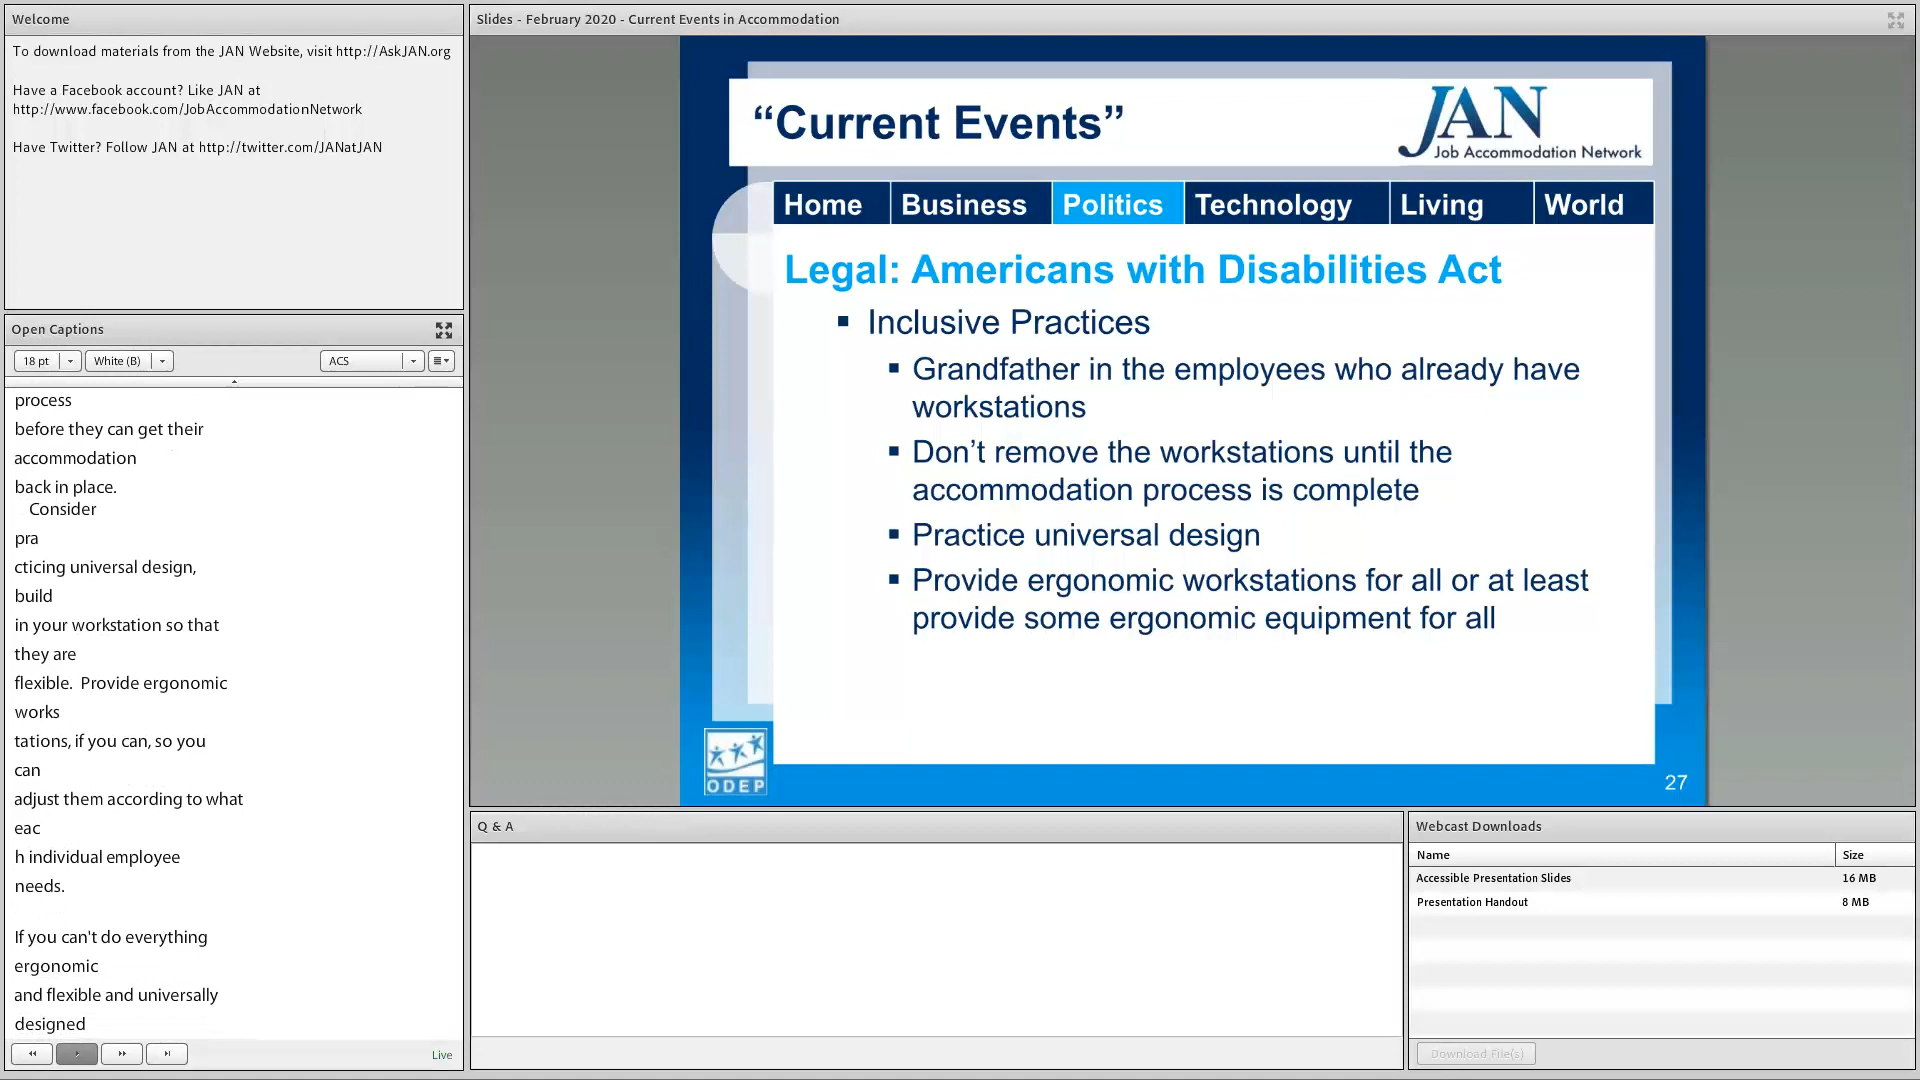 Welcome
To download materials from the JAN Website, visit http://AskJAN.org
Have a Facebook account? Like JAN at
http://www.facebook.com/JobAccommodationNetwork
Have Twitter? Follow JAN at http://twitter.com/JANatJAN
Open Captions
18 pt
White (B)
ACS
process
before they can get their
accommodation
back in place.
Consider
pra
cticing universal design,
build
in your workstation so that
they are
flexible.  Provide ergonomic
works
tations, if you can, so you
can
adjust them according to what
eac
h individual employee
needs.
If you can't do everything
ergonomic
and flexible and universally
designed
Live
Slides - February 2020 - Current Events in Accommodation
“Current Events”
JAN
Job Accommodation Network
Home Business Politics Technology Living World
Legal: Americans with Disabilities Act
▪ Inclusive Practices
▪ Grandfather in the employees who already have
workstations
▪ Don’t remove the workstations until the
accommodation process is complete
▪ Practice universal design
▪ Provide ergonomic workstations for all or at least
provide some ergonomic equipment for all
ODEP
27
Q & A
Webcast Downloads
Name Size
Accessible Presentation Slides 16 MB
Presentation Handout 8 MB
Download File(s)